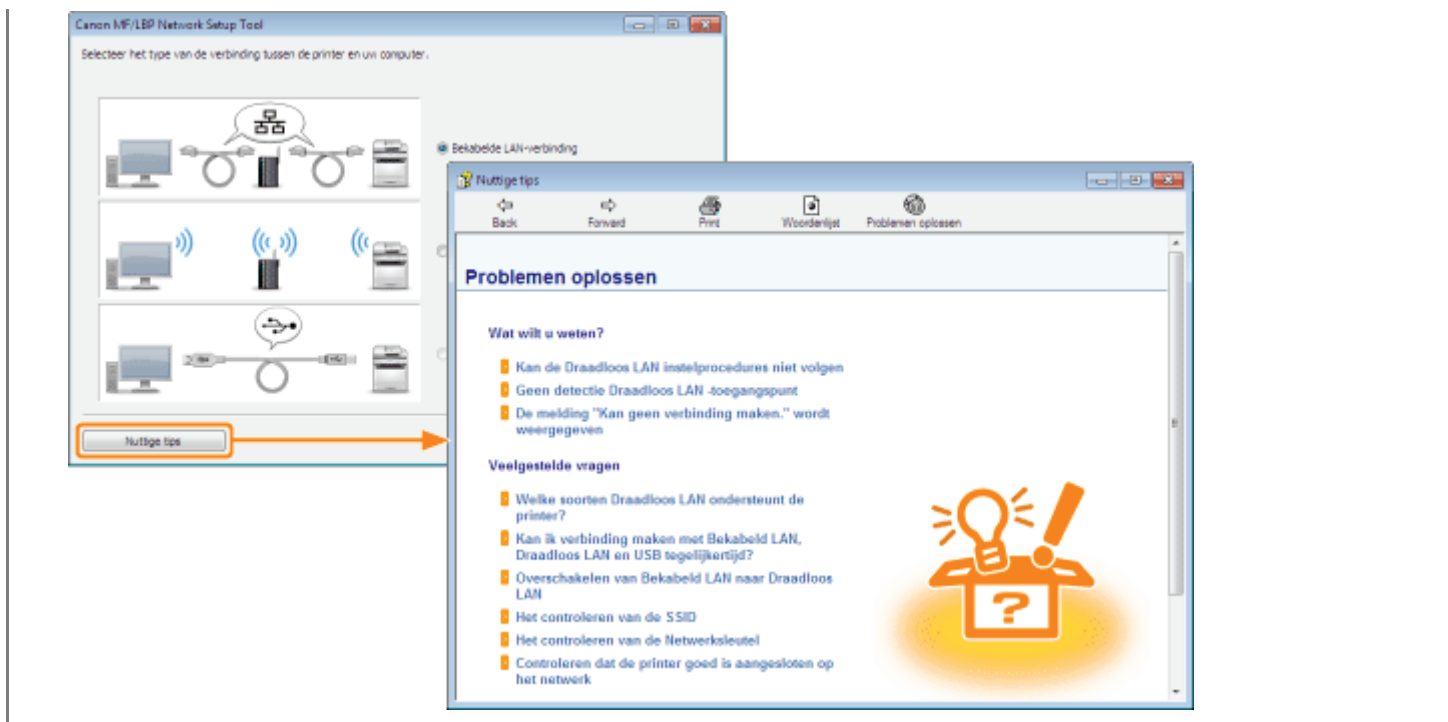 Canon MF/LBP Network Setup Tool
Selecteer het type van de verbinding tussen de printer en uw computer.
Bekabelde LAN-verbinding
Nuttige tips
Nuttige tips
Back
Forward
Print
Woordenlijst
Problemen oplossen
Problemen oplossen
Wat wilt u weten?
Kan de Draadloos LAN instelprocedures niet volgen
Geen detectie Draadloos LAN -toegangspunt
De melding "Kan geen verbinding maken." wordt
weergegeven
Veelgestelde vragen
Welke soorten Draadloos LAN ondersteunt de
printer?
Kan ik verbinding maken met Bekabeld LAN,
Draadloos LAN en USB tegelijkertijd?
Overschakelen van Bekabeld LAN naar Draadloos
LAN
Het controleren van de SSID
Het controleren van de Netwerksleutel
Controleren dat de printer goed is aangesloten op
het netwerk
?